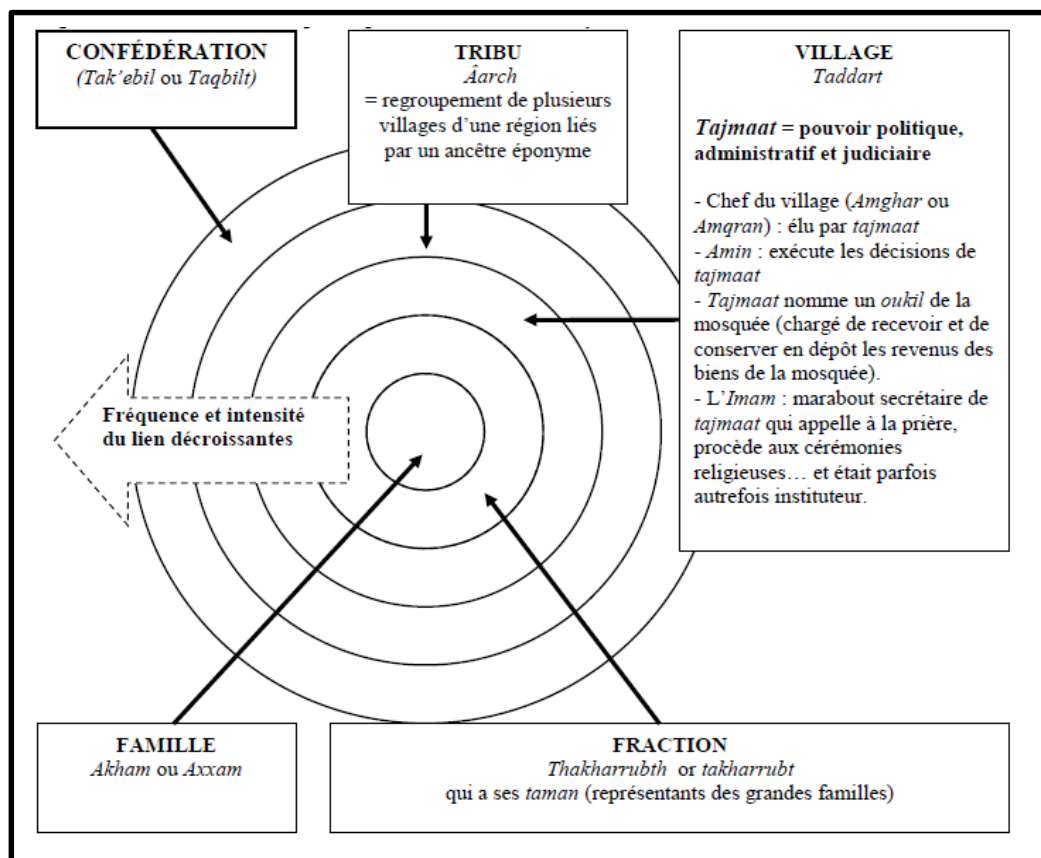 CONFÉDÉRATION
(Tak’ebil ou Taqbilt)
TRIBU
Âarch
= regroupement de plusieurs
villages d’une région liés
par un ancêtre éponyme
VILLAGE
Taddart
Tajmaat = pouvoir politique,
administratif et judiciaire
- Chef du village (Amghar ou
Amqran) : élu par tajmaat
- Amin : exécute les décisions de
tajmaat
- Tajmaat nomme un oukil de la
mosquée (chargé de recevoir et de
conserver en dépôt les revenus des
biens de la mosquée).
- L’Imam : marabout secrétaire de
tajmaat qui appelle à la prière,
procède aux cérémonies
religieuses… et était parfois
autrefois instituteur.
Fréquence et intensité
du lien décroissantes
FAMILLE
Akham ou Axxam
FRACTION
Thakharrubth or takharrubt
qui a ses taman (représentants des grandes familles)